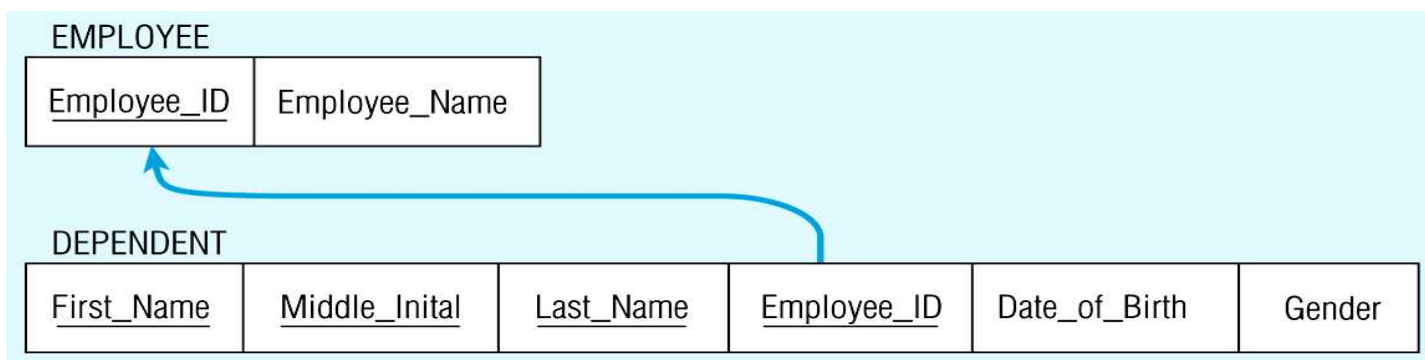 EMPLOYEE
Employee_ID Employee_Name
DEPENDENT
First_Name Middle_Inital Last_Name Employee_ID Date_of_Birth Gender